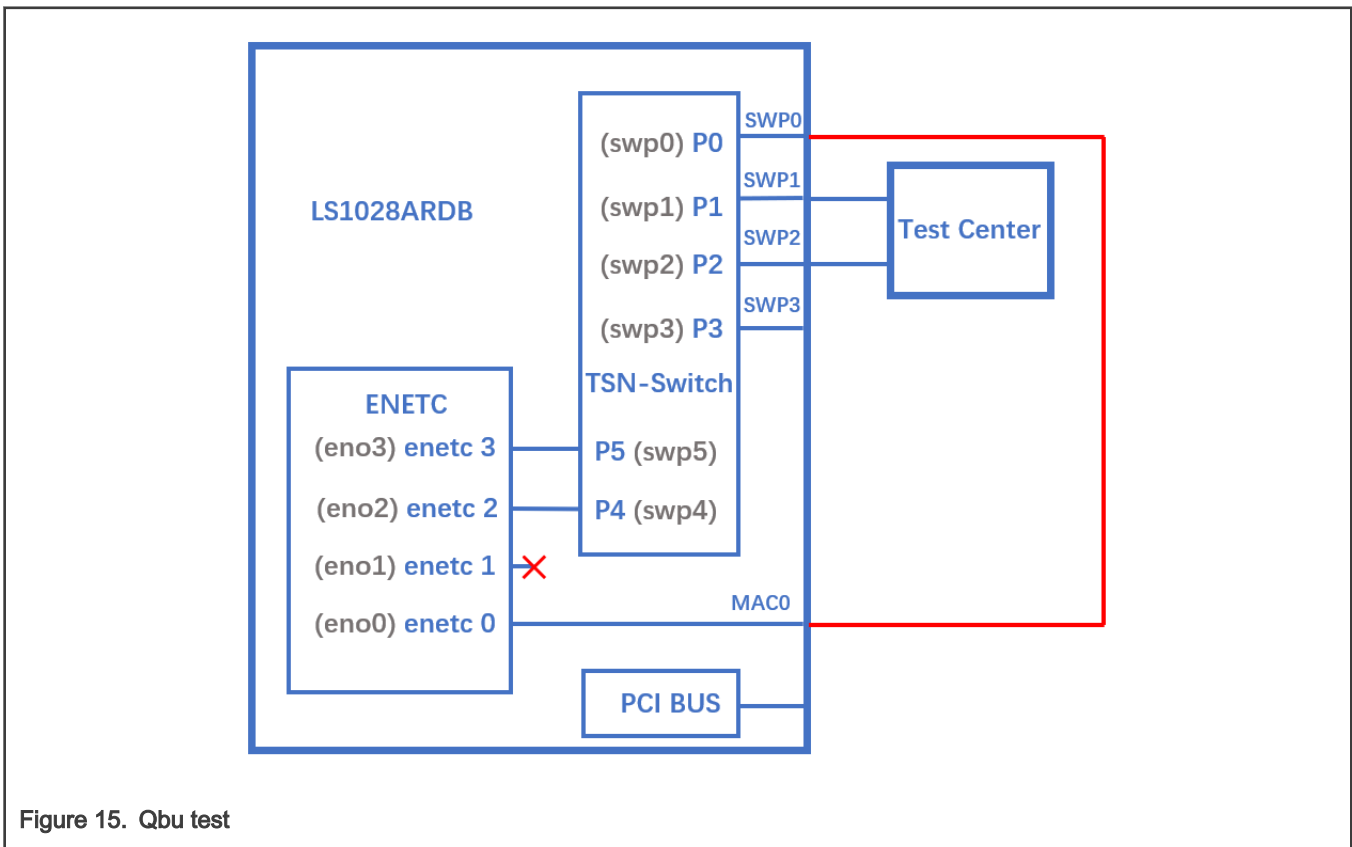 SWP0
(swp0) P0
SWP1
LS1028ARDB
(swp1) P1
Test Center
SWP2
(swp2) P2
SWP3
(swp3) P3
TSN-Switch
ENETC
(eno3) enetc 3
P5 (swp5)
(eno2) enetc 2
P4 (swp4)
(eno1) enetc 1
MAC0
(eno0) enetc 0
PCI BUS
Figure 15. Qbu test